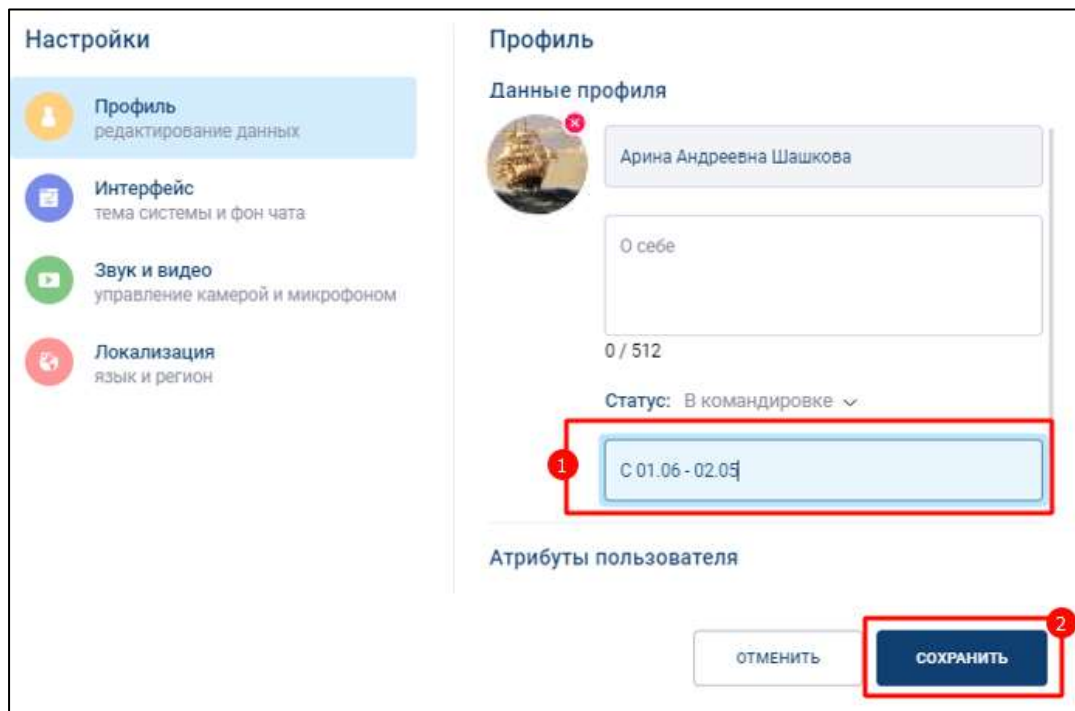 Настройки
Профиль
редактирование данных
Интерфейс
тема системы и фон чата
Звук и видео
управление камерой и микрофоном
Локализация
язык и регион
Профиль
Данные профиля
Арина Андреевна Шашкова
О себе
0 / 512
Статус: В командировке
1
С 01.06 - 02.05
Атрибуты пользователя
2
ОТМЕНИТЬ
СОХРАНИТЬ